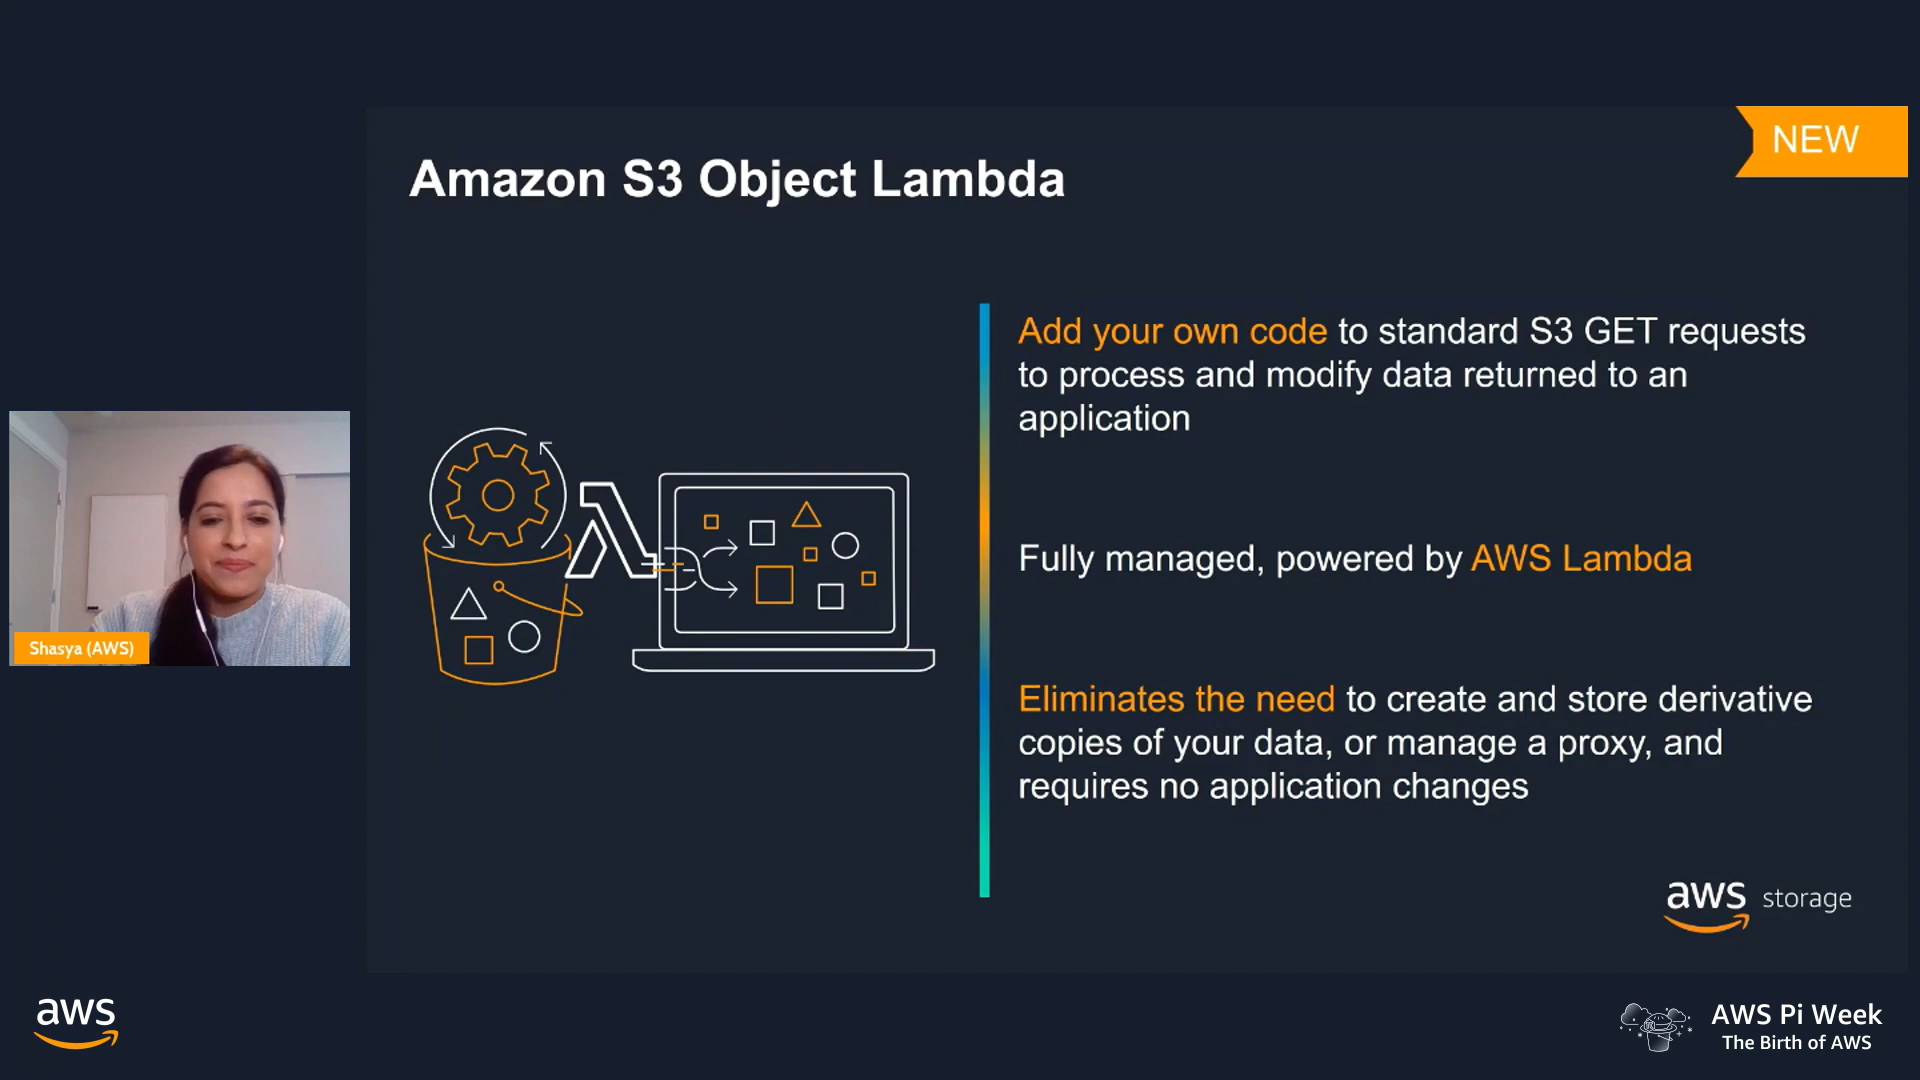 NEW
Amazon S3 Object Lambda
Add your own code to standard S3 GET requests
to process and modify data returned to an
application
Fully managed, powered by AWS Lambda
Eliminates the need to create and store derivative
copies of your data, or manage a proxy, and
requires no application changes
Shasya (AWS)
aws storage
aws
AWS Pi Week
The Birth of AWS